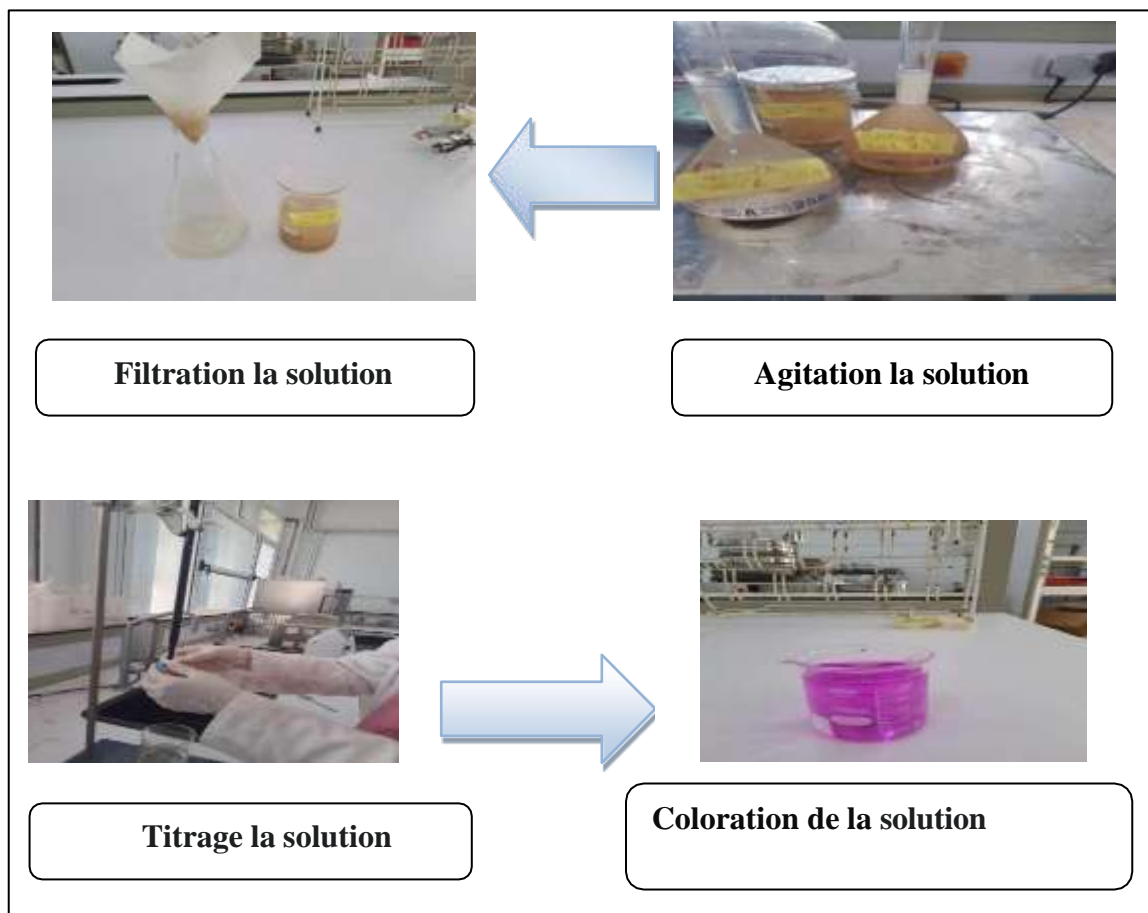 Filtration la solution
Agitation la solution
Titrage la solution
Coloration de la solution